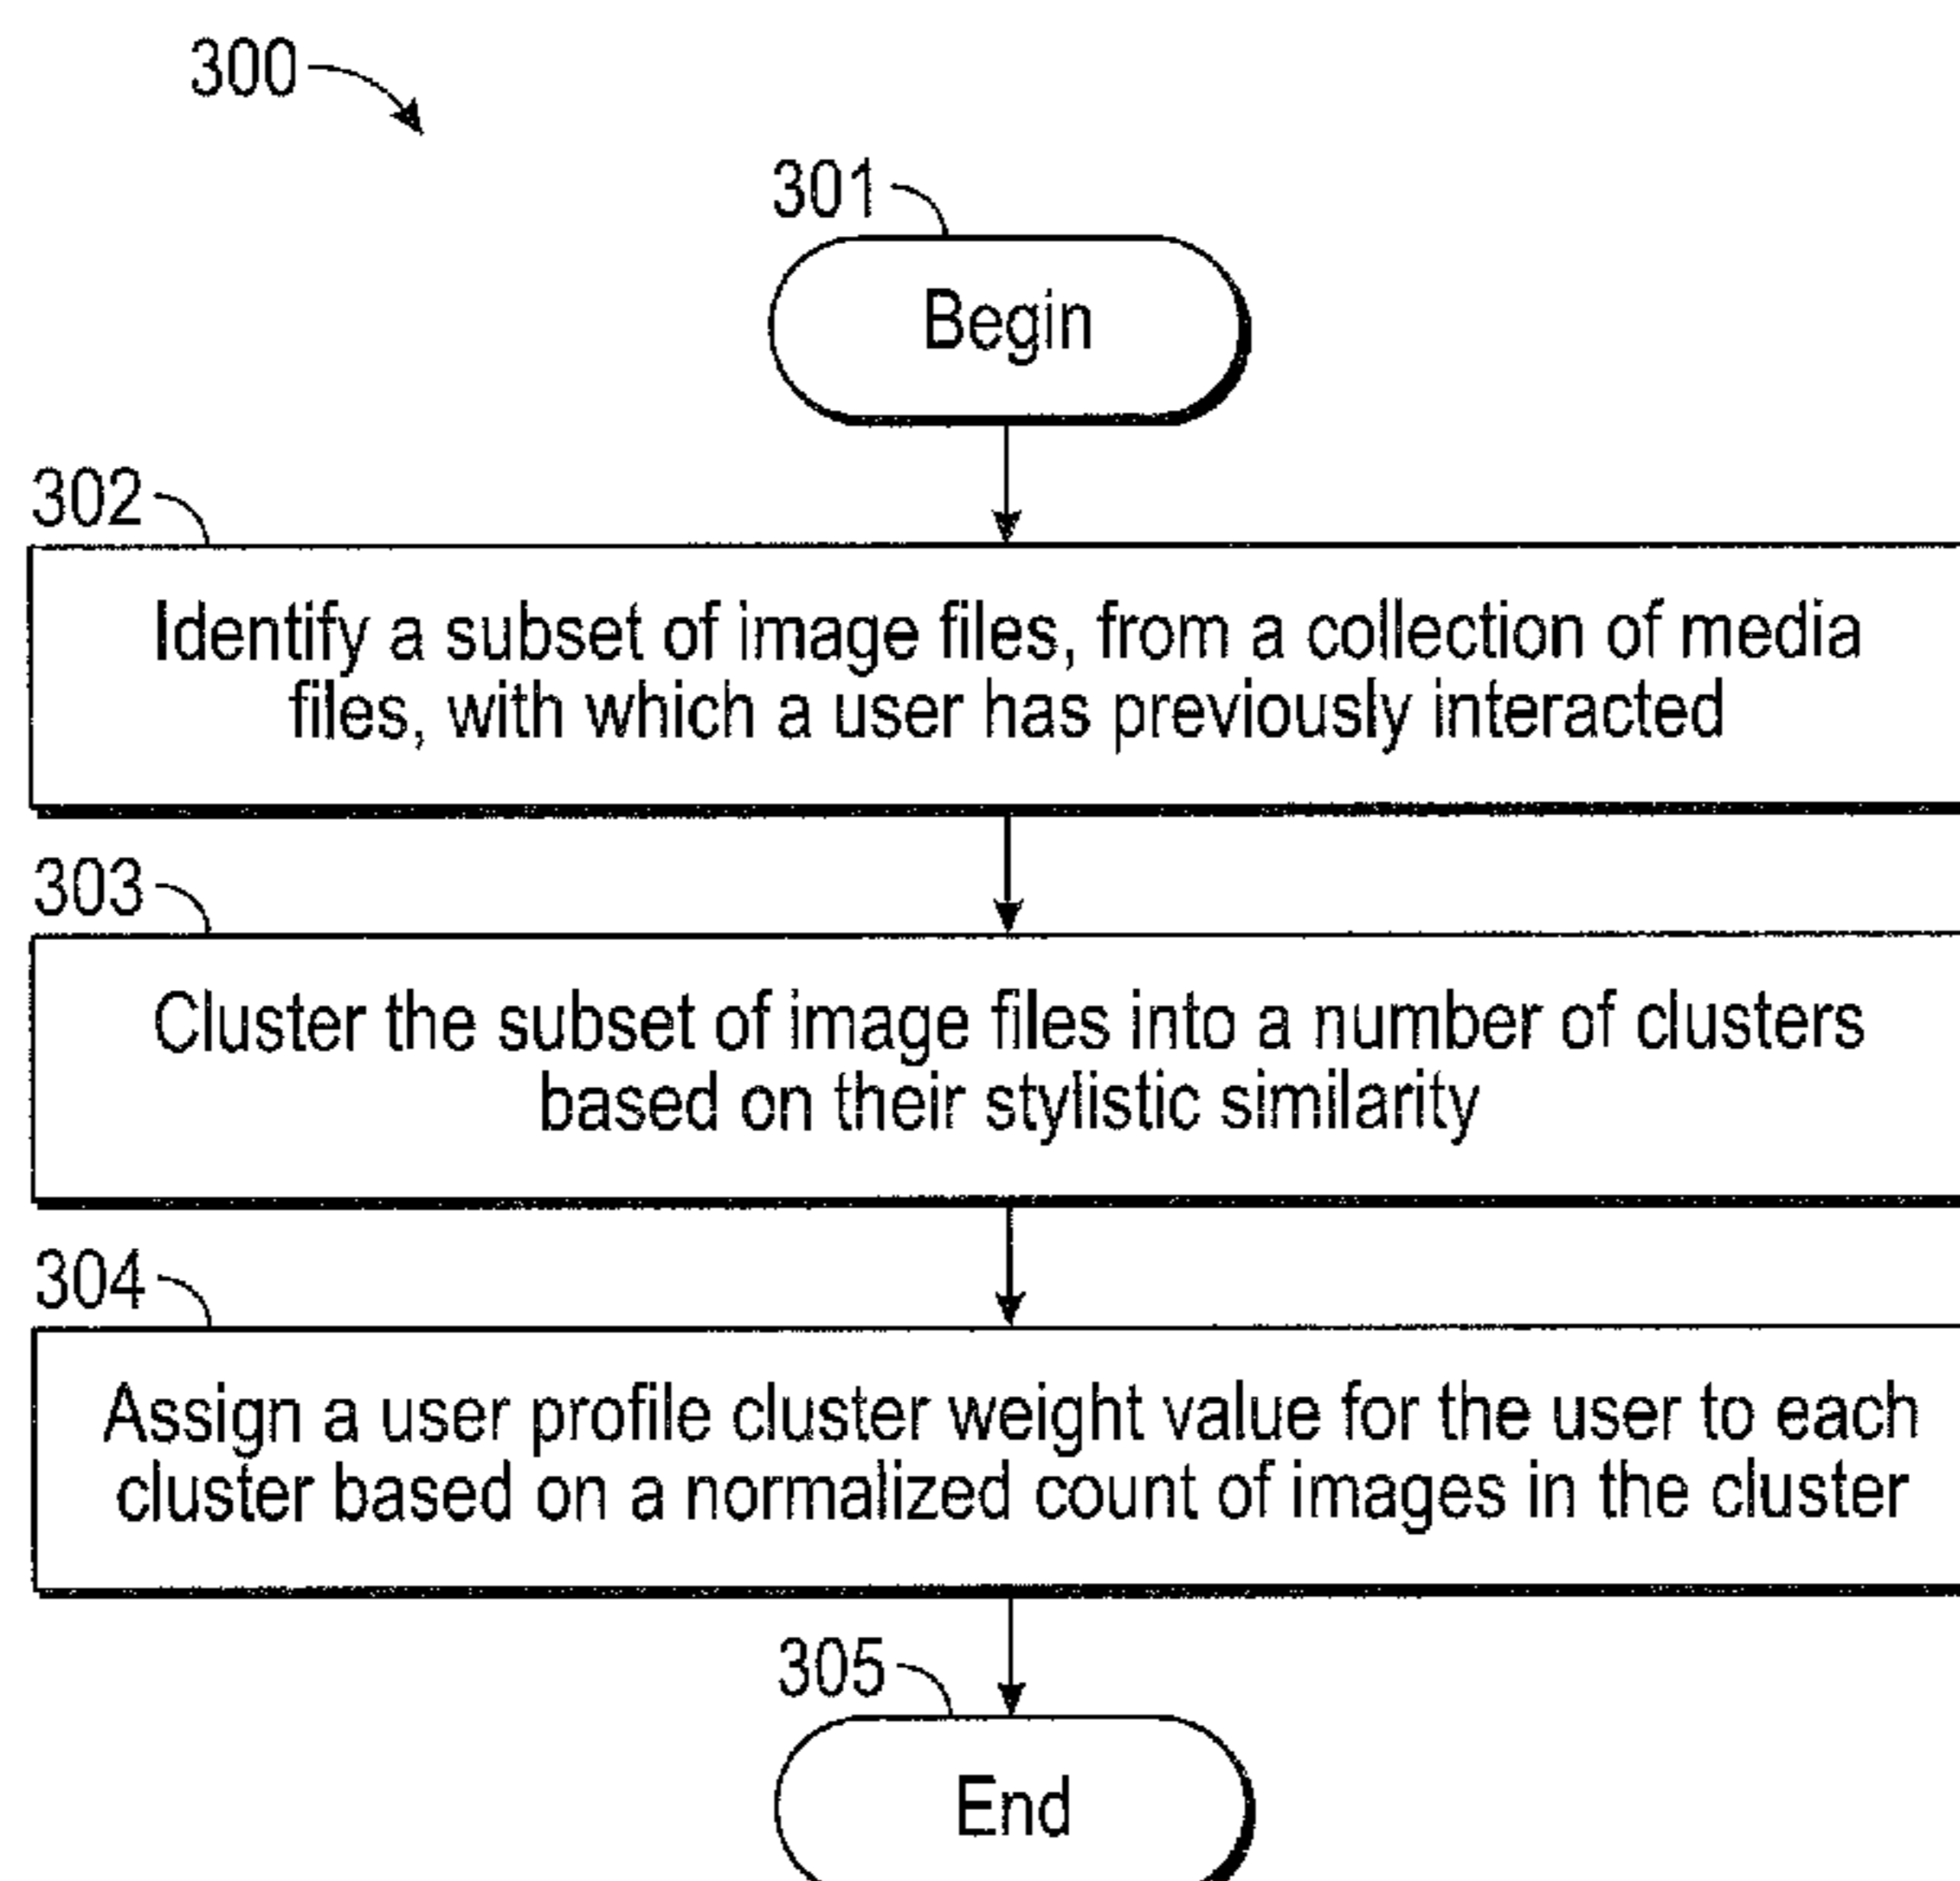 300
301
Begin
302
Identify a subset of image files, from a collection of media
files, with which a user has previously interacted
303
Cluster the subset of image files into a number of clusters
based on their stylistic similarity
304
Assign a user profile cluster weight value for the user to each
cluster based on a normalized count of images in the cluster
305
End